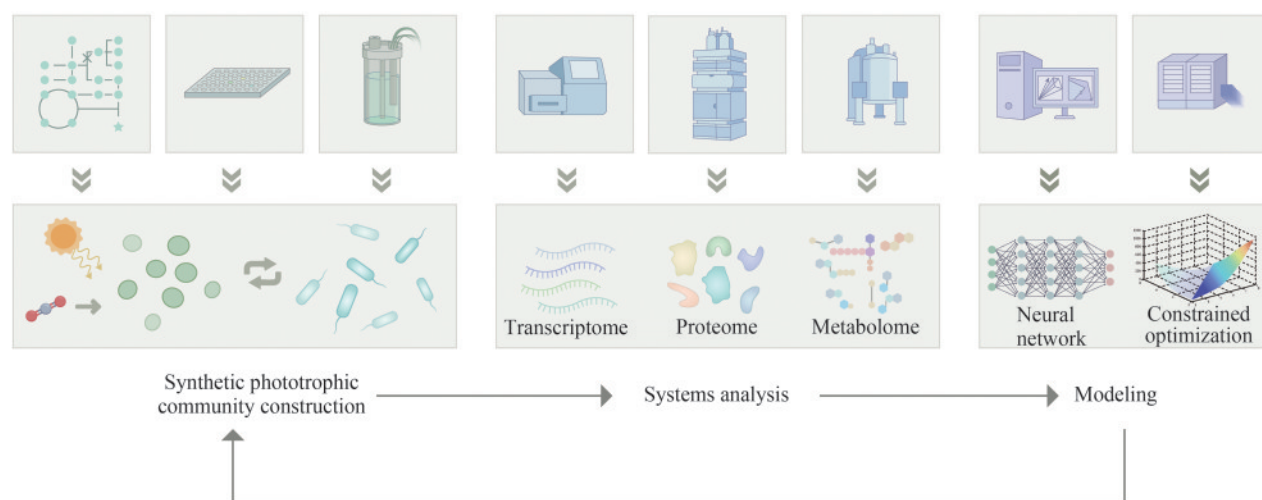 Transcriptome
Proteome
Metabolome
Neural
network
Constrained
optimization
Synthetic phototrophic
community construction
Systems analysis
Modeling